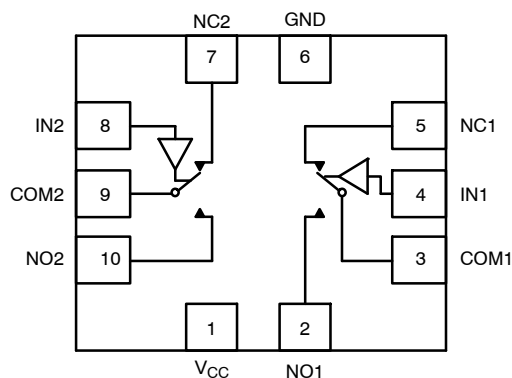 NC2 GND
7 6
IN2 8 5 NC1
COM2 9 4 IN1
NO2 10 3 COM1
1 2
VCC NO1